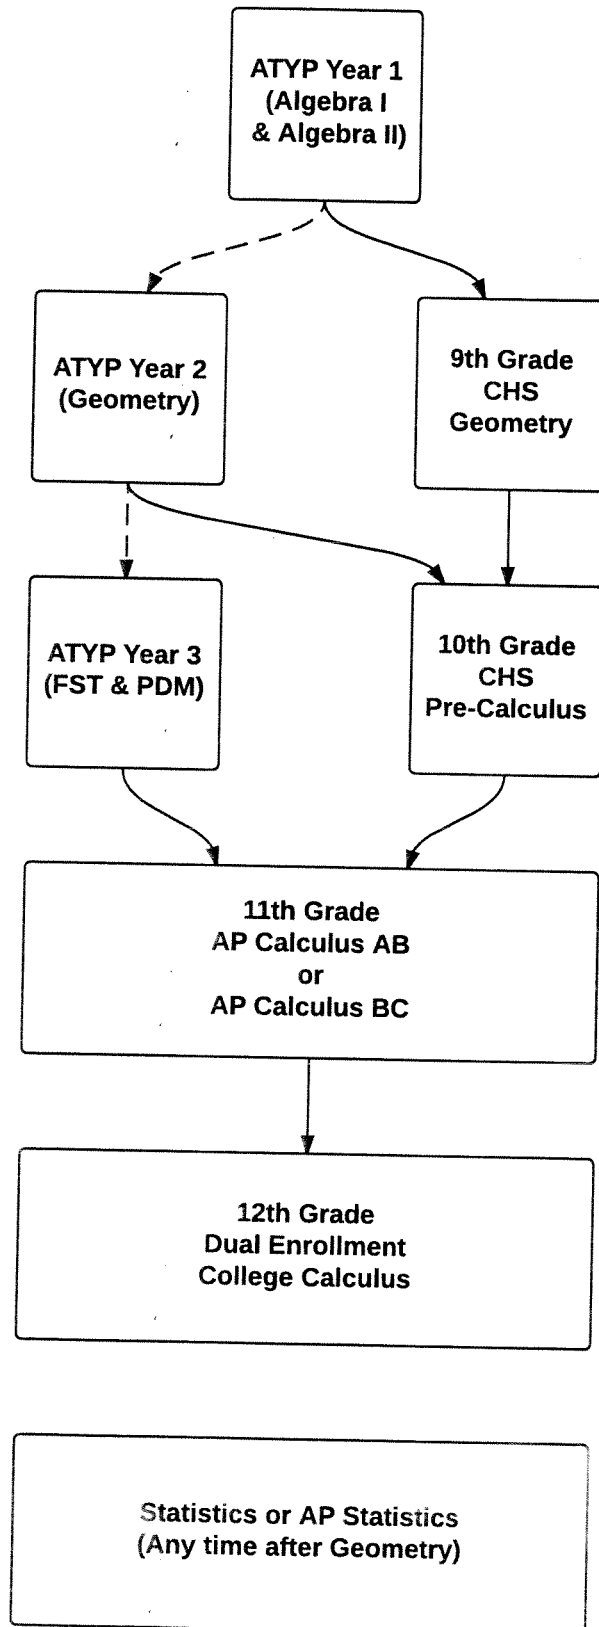 ATYP Year 1
(Algebra I
& Algebra II)
ATYP Year 2
(Geometry)
9th Grade
CHS
Geometry
ATYP Year 3
(FST & PDM)
10th Grade
CHS
Pre-Calculus
11th Grade
AP Calculus AB
or
AP Calculus BC
12th Grade
Dual Enrollment
College Calculus
Statistics or AP Statistics
(Any time after Geometry)